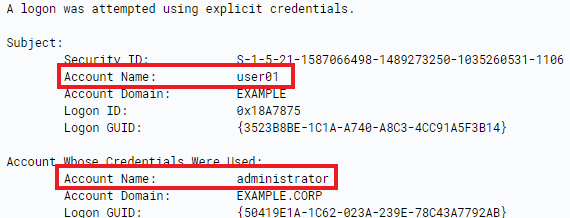 A logon was attempted using explicit credentials.
Subject:
Security ID: S-1-5-21-1587066498-1489273250-1035260531-1106
Account Name: user01
Account Domain: EXAMPLE
Logon ID: 0x18A7875
Logon GUID: {3523B8BE-1C1A-A740-A8C3-4CC91A5F3B14}
Account Whose Credentials Were Used:
Account Name: administrator
Account Domain: EXAMPLE.CORP
Logon GUID: {50419E1A-1C62-023A-239E-78C43A7792AB}